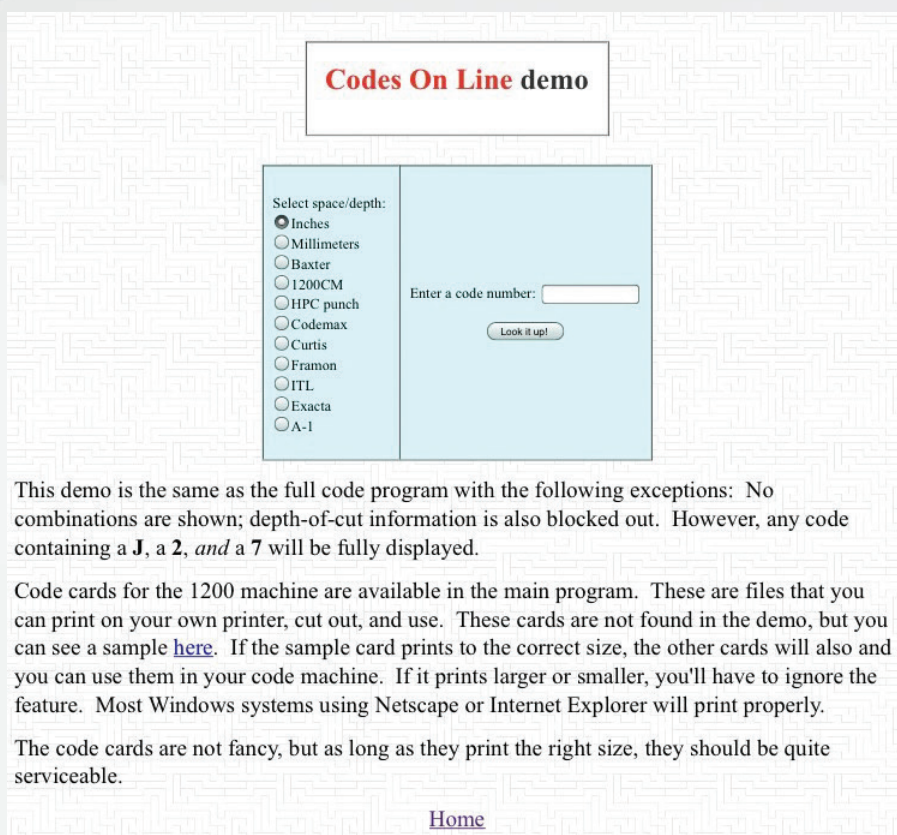 Codes On Line demo
Select space/depth:
Inches
Millimeters
Baxter
1200CM
HPC punch
Codemax
Curtis
Framon
ITL
Exacta
A-1
Enter a code number:
Look it up!
This demo is the same as the full code program with the following exceptions:  No
combinations are shown; depth-of-cut information is also blocked out.  However, any code
containing a J, a 2, and a 7 will be fully displayed.
Code cards for the 1200 machine are available in the main program.  These are files that you
can print on your own printer, cut out, and use.  These cards are not found in the demo, but you
can see a sample here.  If the sample card prints to the correct size, the other cards will also and
you can use them in your code machine.  If it prints larger or smaller, you'll have to ignore the
feature.  Most Windows systems using Netscape or Internet Explorer will print properly.
The code cards are not fancy, but as long as they print the right size, they should be quite
serviceable.
Home